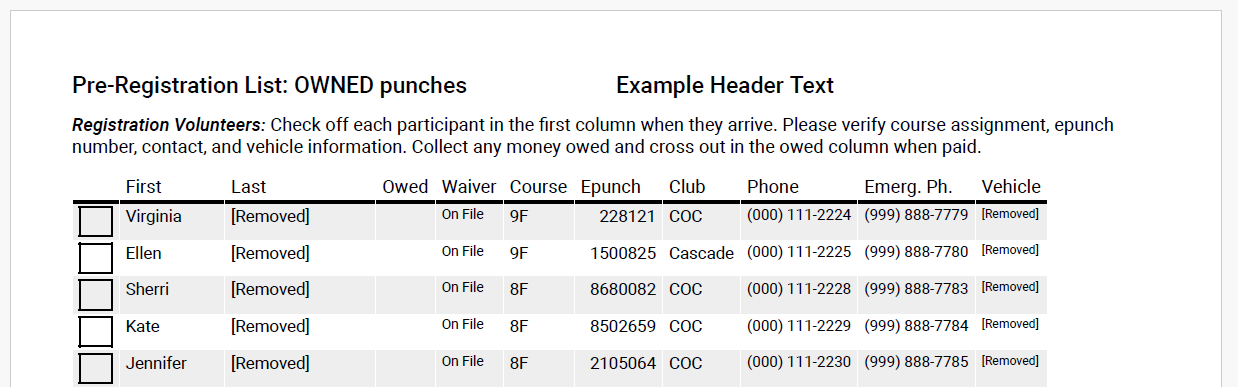 Pre-Registration List: OWNED punches Example Header Text
Registration Volunteers: Check off each participant in the first column when they arrive. Please verify course assignment, epunch
number, contact, and vehicle information. Collect any money owed and cross out in the owed column when paid.
First Last Owed Waiver Course Epunch Club Phone Emerg. Ph. Vehicle
Virginia [Removed] On File 9F 228121 COC (000) 111-2224 (999) 888-7779 [Removed]
Ellen [Removed] On File 9F 1500825 Cascade (000) 111-2225 (999) 888-7780 [Removed]
Sherri [Removed] On File 8F 8680082 COC (000) 111-2228 (999) 888-7783 [Removed]
Kate [Removed] On File 8F 8502659 COC (000) 111-2229 (999) 888-7784 [Removed]
Jennifer [Removed] On File 8F 2105064 COC (000) 111-2230 (999) 888-7785 [Removed]